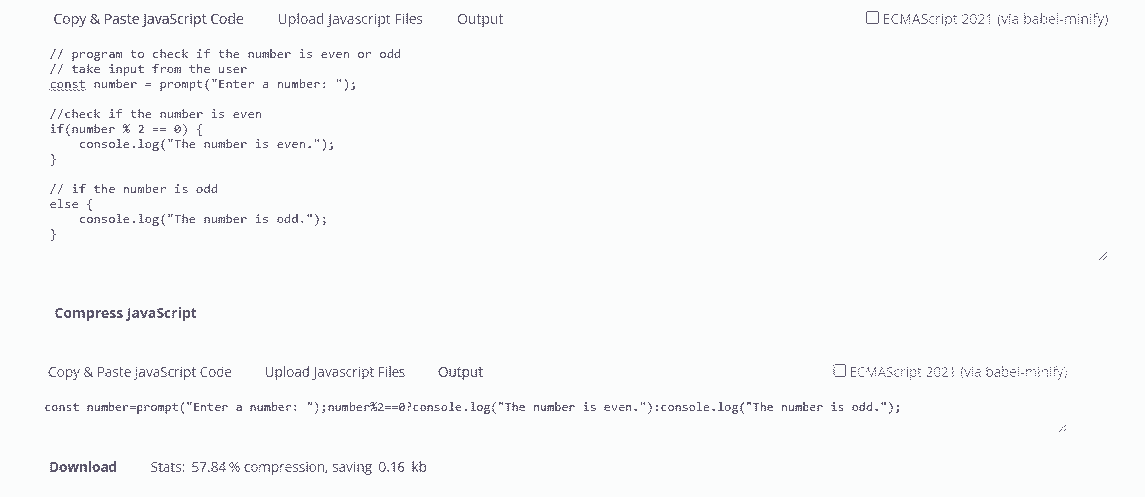 Copy & Paste JavaScript Code Upload Javascript Files Output ECMAScript 2021 (via babel-minify)
// program to check if the number is even or odd
// take input from the user
const number = prompt("Enter a number: ");
//check if the number is even
if(number % 2 == 0) {
    console.log("The number is even.");
}
// if the number is odd
else {
    console.log("The number is odd.");
}
Compress JavaScript
Copy & Paste JavaScript Code Upload Javascript Files Output ECMAScript 2021 (via babel-minify)
const number=prompt("Enter a number: ");number%2==0?console.log("The number is even."):console.log("The number is odd.");
Download Stats: 57.84 % compression, saving 0.16 kb